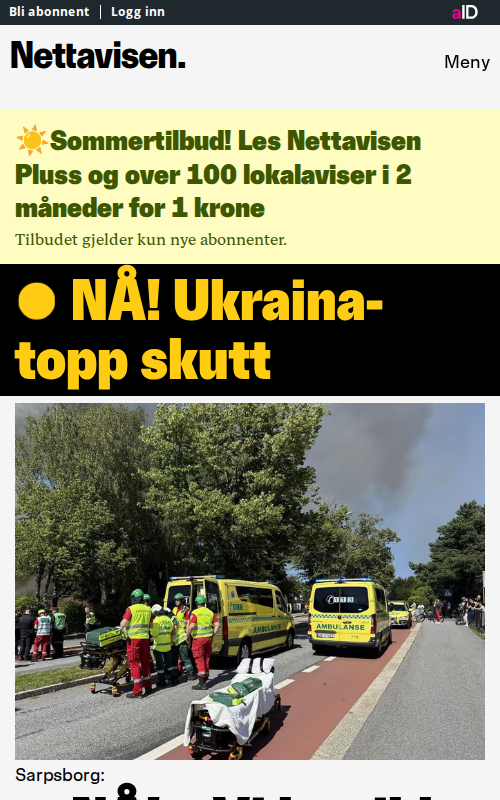 Bli abonnent | Logg inn
aID
Nettavisen.
Meny
☀️Sommertilbud! Les Nettavisen
Pluss og over 100 lokalaviser i 2
måneder for 1 krone
Tilbudet gjelder kun nye abonnenter.
NÅ! Ukraina-
topp skutt
113
AMBULANSE
AMBULANSE
Sarpsborg: